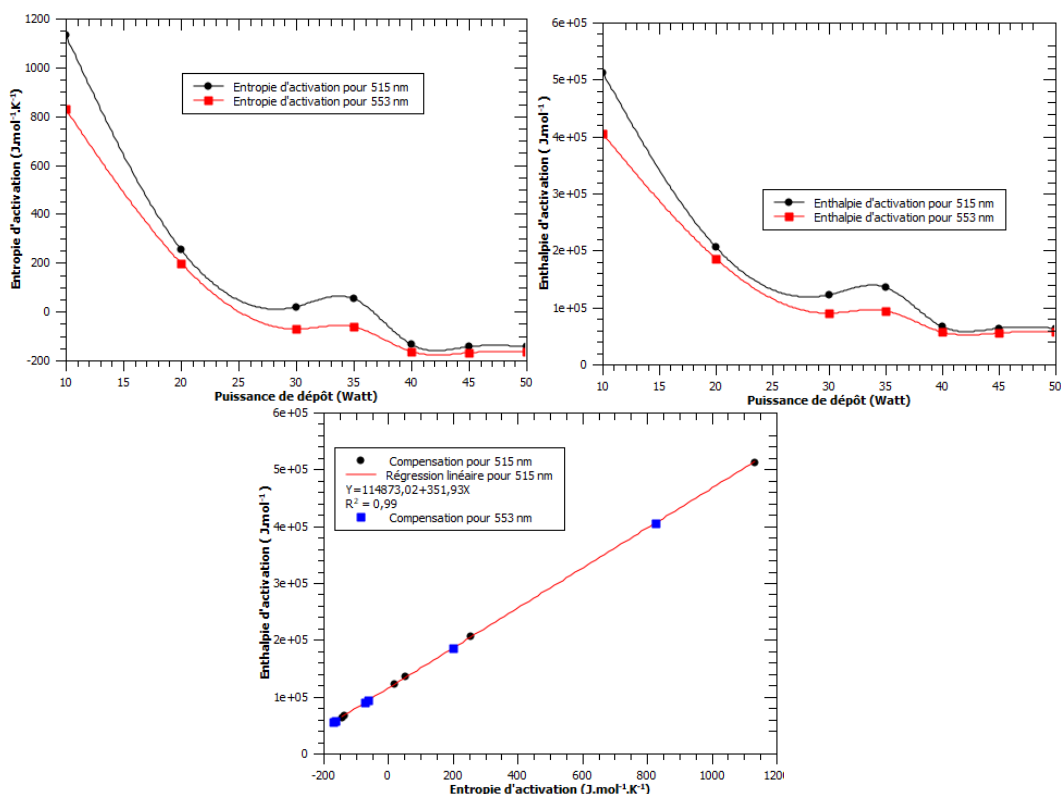 1200
1000
800
600
400
200
0
-200
Entropie d'activation (J.mol⁻¹.K⁻¹)
Entropie d'activation pour 515 nm
Entropie d'activation pour 553 nm
10 15 20 25 30 35 40 45 50
Puissance de dépôt (Watt)
6e+05
5e+05
4e+05
3e+05
2e+05
1e+05
0
Enthalpie d'activation ( J.mol⁻¹)
Enthalpie d'activation pour 515 nm
Enthalpie d'activation pour 553 nm
10 15 20 25 30 35 40 45 50
Puissance de dépôt (Watt)
6e+05
5e+05
4e+05
3e+05
2e+05
1e+05
0
Enthalpie d'activation ( J.mol⁻¹)
Compensation pour 515 nm
Régression linéaire pour 515 nm
Y=114873,02+351,93X
R² = 0,99
Compensation pour 553 nm
-200 0 200 400 600 800 1000 1200
Entropie d'activation (J.mol⁻¹.K⁻¹)